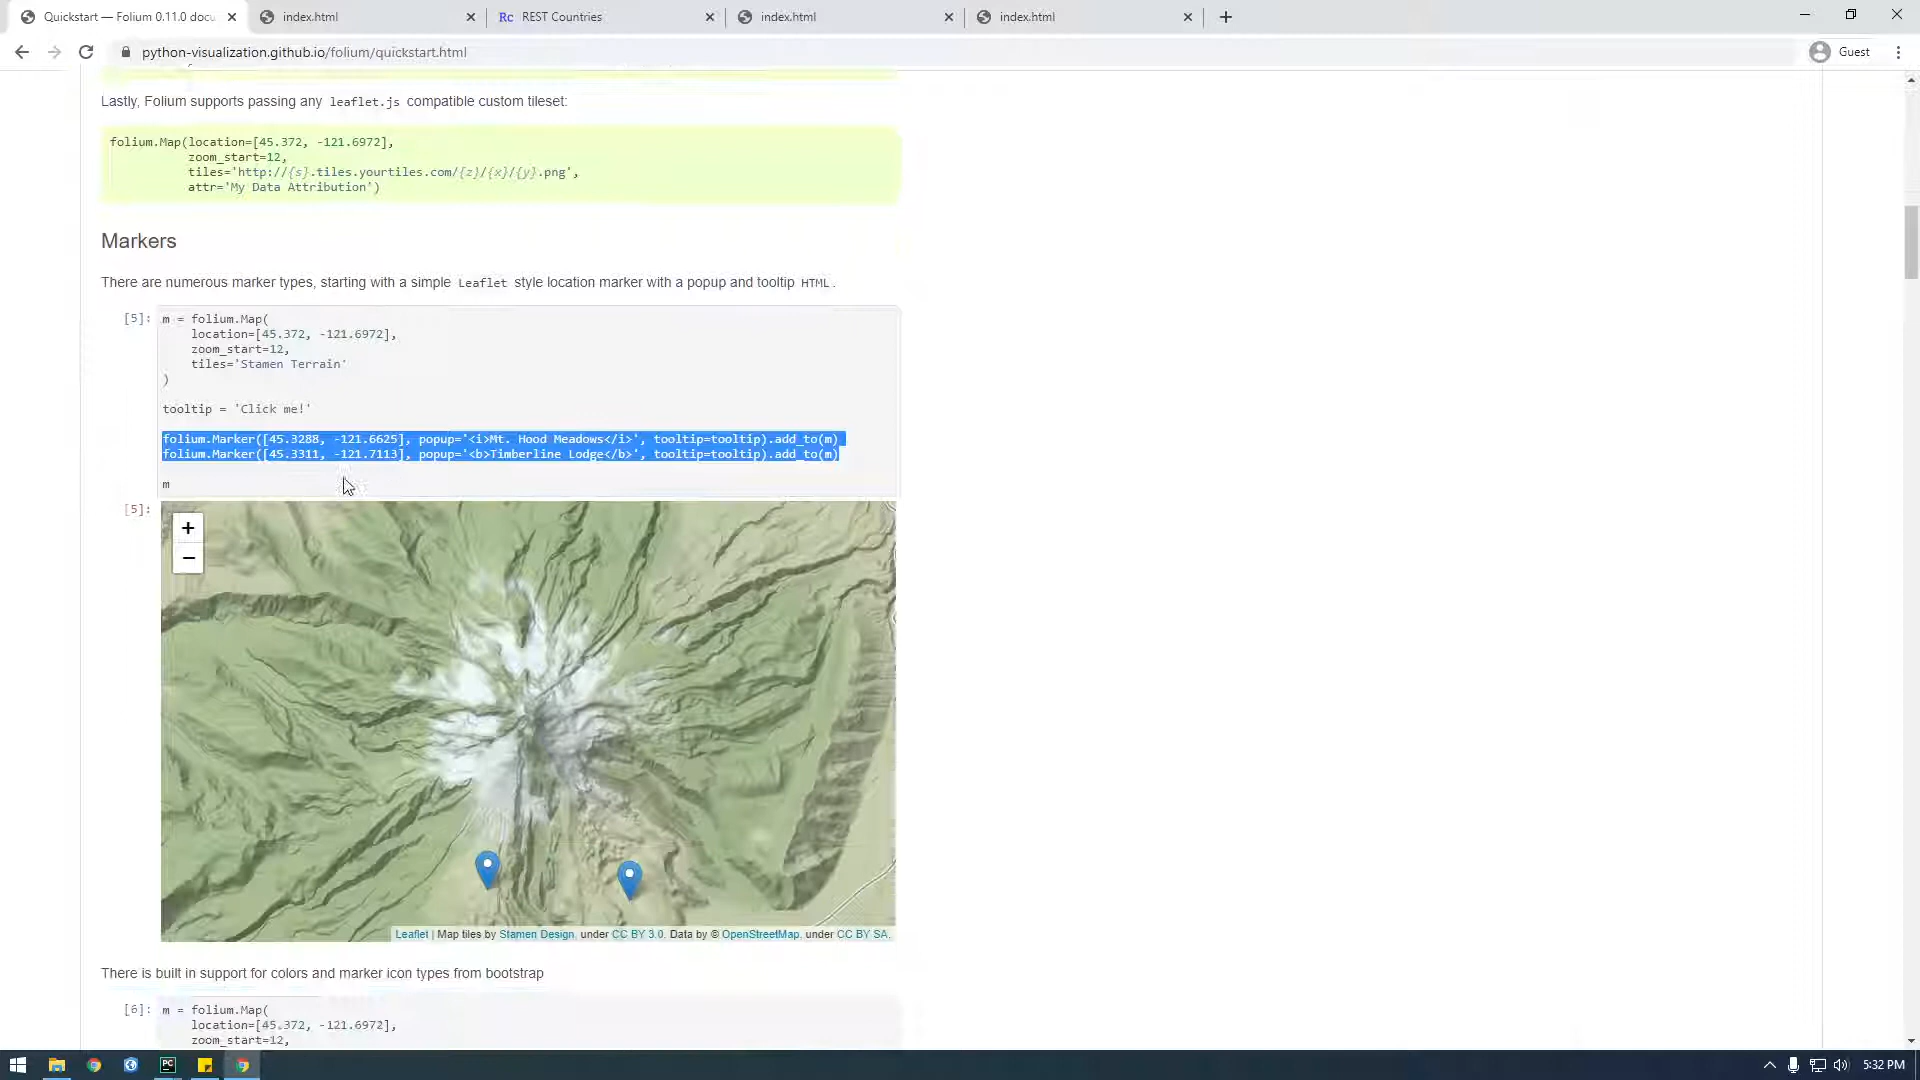 Quickstart — Folium 0.11.0 docu
index.html
Rc REST Countries
index.html
index.html
python-visualization.github.io/folium/quickstart.html
Guest
Lastly, Folium supports passing any leaflet.js compatible custom tileset:
folium.Map(location=[45.372, -121.6972],
zoom_start=12,
tiles='http://{s}.tiles.yourtiles.com/{z}/{x}/{y}.png',
attr='My Data Attribution')
Markers
There are numerous marker types, starting with a simple Leaflet style location marker with a popup and tooltip HTML.
[5]: m = folium.Map(
location=[45.372, -121.6972],
zoom_start=12,
tiles='Stamen Terrain'
)
tooltip = 'Click me!'
folium.Marker([45.3288, -121.6625], popup='<i>Mt. Hood Meadows</i>', tooltip=tooltip).add_to(m)
folium.Marker([45.3311, -121.7113], popup='<b>Timberline Lodge</b>', tooltip=tooltip).add_to(m)
m
[5]:
+
−
Leaflet | Map tiles by Stamen Design, under CC BY 3.0. Data by © OpenStreetMap, under CC BY SA.
There is built in support for colors and marker icon types from bootstrap
[6]: m = folium.Map(
location=[45.372, -121.6972],
zoom_start=12,
PC
5:32 PM